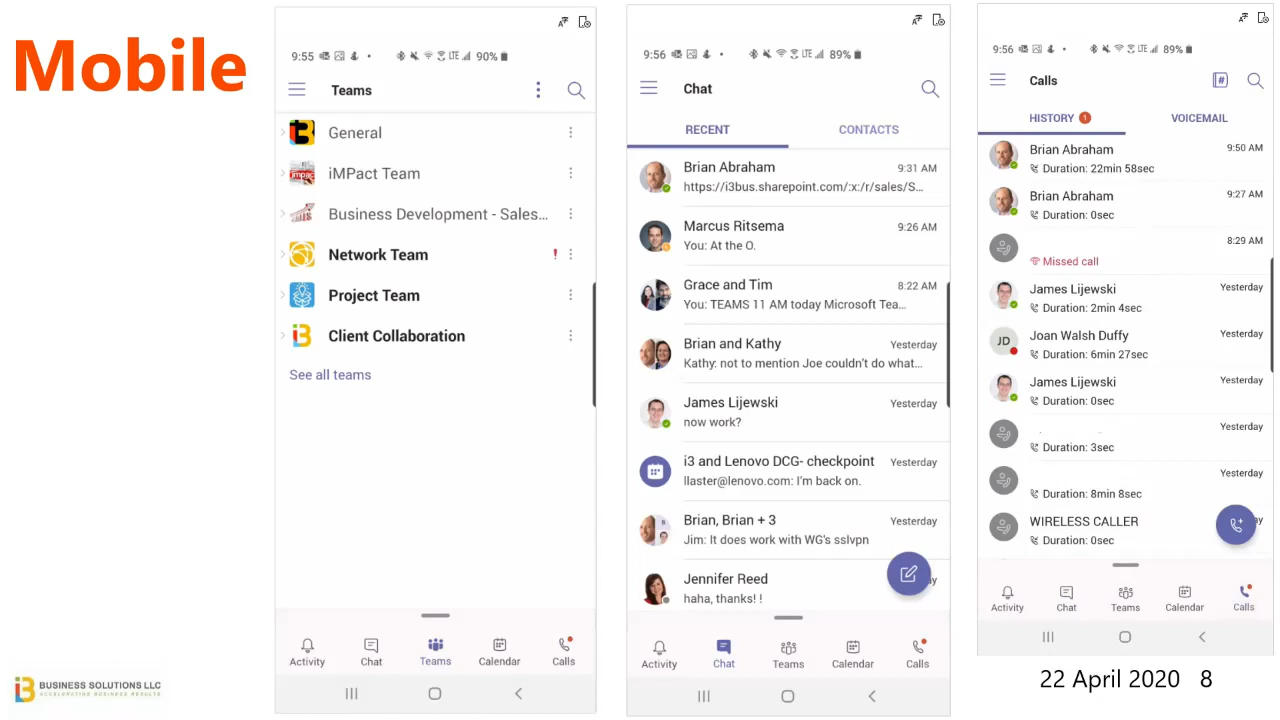 Mobile
9:55
LTE
90%
Teams
General
iMPact Team
Business Development - Sales...
Network Team
Project Team
Client Collaboration
See all teams
Activity
Chat
Teams
Calendar
Calls
9:56
LTE
89%
Chat
RECENT
CONTACTS
Brian Abraham 9:31 AM
https://i3bus.sharepoint.com/:x:/r/sales/S...
Marcus Ritsema 9:26 AM
You: At the O.
Grace and Tim 8:22 AM
You: TEAMS 11 AM today Microsoft Tea...
Brian and Kathy Yesterday
Kathy: not to mention Joe couldn't do what...
James Lijewski Yesterday
now work?
i3 and Lenovo DCG- checkpoint Yesterday
llaster@lenovo.com: I'm back on.
Brian, Brian + 3 Yesterday
Jim: It does work with WG's sslvpn
Jennifer Reed
haha, thanks! !
Activity
Chat
Teams
Calendar
Calls
9:56
LTE
89%
Calls
HISTORY 1
VOICEMAIL
Brian Abraham 9:50 AM
Duration: 22min 58sec
Brian Abraham 9:27 AM
Duration: 0sec
8:29 AM
Missed call
James Lijewski Yesterday
Duration: 2min 4sec
JD
Joan Walsh Duffy Yesterday
Duration: 6min 27sec
James Lijewski Yesterday
Duration: 0sec
Yesterday
Duration: 3sec
Yesterday
Duration: 8min 8sec
WIRELESS CALLER
Duration: 0sec
Activity
Chat
Teams
Calendar
Calls
i3 BUSINESS SOLUTIONS LLC
ACCELERATING BUSINESS RESULTS
22 April 2020 8